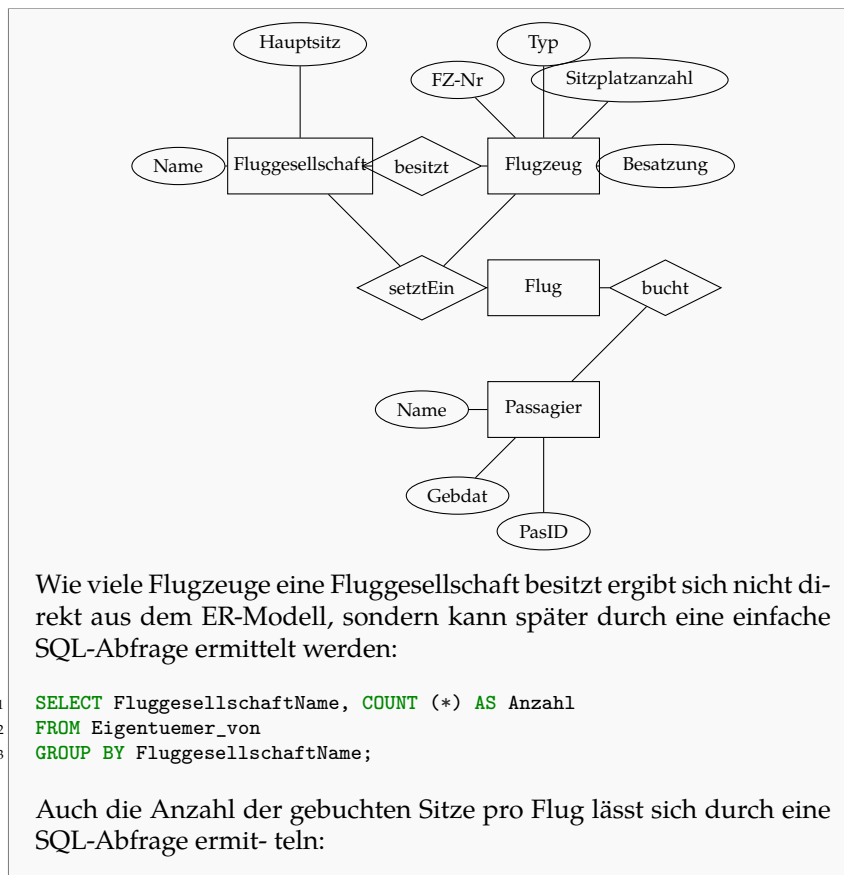 Hauptsitz
Typ
FZ-Nr
Sitzplatzanzahl
Name
Fluggesellschaft
besitzt
Flugzeug
Besatzung
setztEin
Flug
bucht
Name
Passagier
Gebdat
PasID
Wie viele Flugzeuge eine Fluggesellschaft besitzt ergibt sich nicht di-
rekt aus dem ER-Modell, sondern kann später durch eine einfache
SQL-Abfrage ermittelt werden:
1 SELECT FluggesellschaftName, COUNT (*) AS Anzahl
2 FROM Eigentuemer_von
3 GROUP BY FluggesellschaftName;
Auch die Anzahl der gebuchten Sitze pro Flug lässt sich durch eine
SQL-Abfrage ermit- teln: